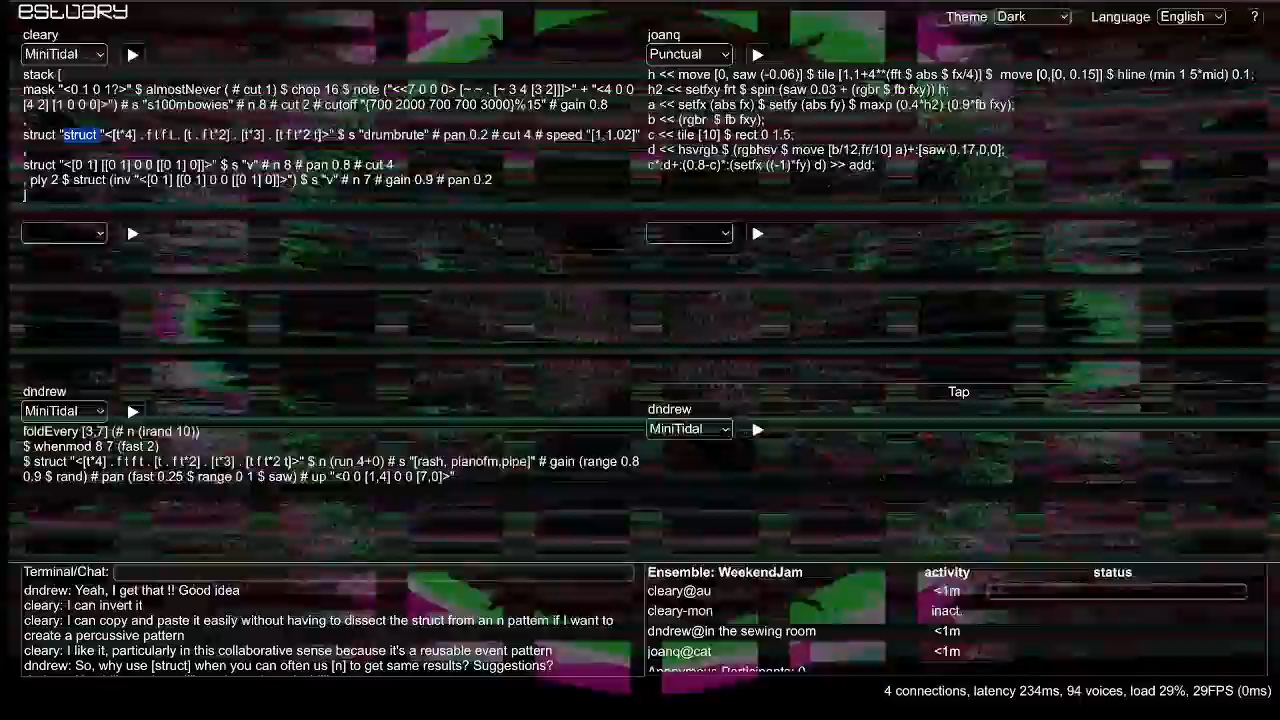 estuary
Theme Dark Language English ?
cleary
MiniTidal
stack [
mask "<0 1 0 1?>" $ almostNever ( # cut 1) $ chop 16 $ note ("<<7 0 0 0> [~ ~ . [~ 3 4 [3 2]]]>" + "<4 0 0
[4 2] [1 0 0 0]>") # s "s100mbowies" # n 8 # cut 2 # cutoff "{700 2000 700 700 3000}%15" # gain 0.8
,
struct "struct "<[t*4] . f t f t . [t . f t*2] . [t*3] . [t f t*2 t]>" $ s "drumbrute" # pan 0.2 # cut 4 # speed "[1,1.02]"
,
struct "<[0 1] [[0 1] 0 0 [[0 1] 0]]>" $ s "v" # n 8 # pan 0.8 # cut 4
, ply 2 $ struct (inv "<[0 1] [[0 1] 0 0 [[0 1] 0]]>") $ s "v" # n 7 # gain 0.9 # pan 0.2
]
joanq
Punctual
h << move [0, saw (-0.06)] $ tile [1,1+4**(fft $ abs $ fx/4)] $ move [0,[0, 0.15]] $ hline (min 1 5*mid) 0.1;
h2 << setfxy frt $ spin (saw 0.03 + (rgbr $ fb fxy)) h;
a << setfx (abs fx) $ setfy (abs fy) $ maxp (0.4*h2) (0.9*fb fxy);
b << (rgbr $ fb fxy);
c << tile [10] $ rect 0 1.5;
d << hsvrgb $ (rgbhsv $ move [b/12,fr/10] a)+:[saw 0.17,0,0];
c*:d+:(0.8-c)*:(setfx ((-1)*fy) d) >> add;
dndrew
MiniTidal
foldEvery [3,7] (# n (irand 10))
$ whenmod 8 7 (fast 2)
$ struct "<[t*4] . f t f t . [t . f t*2] . [t*3] . [t f t*2 t]>" $ n (run 4+0) # s "[rash, pianofm,pipe]" # gain (range 0.8
0.9 $ rand) # pan (fast 0.25 $ range 0 1 $ saw) # up "<0 0 [1,4] 0 0 [7,0]>"
Tap
dndrew
MiniTidal
Terminal/Chat:
dndrew: Yeah, I get that !! Good idea
cleary: I can invert it
cleary: I can copy and paste it easily without having to dissect the struct from an n pattern if I want to
create a percussive pattern
cleary: I like it, particularly in this collaborative sense because it's a reusable event pattern
dndrew: So, why use [struct] when you can often us [n] to get same results? Suggestions?
Ensemble: WeekendJam activity status
cleary@au <1m
cleary-mon inact.
dndrew@in the sewing room <1m
joanq@cat <1m
Anonymous Participants: 0
4 connections, latency 234ms, 94 voices, load 29%, 29FPS (0ms)